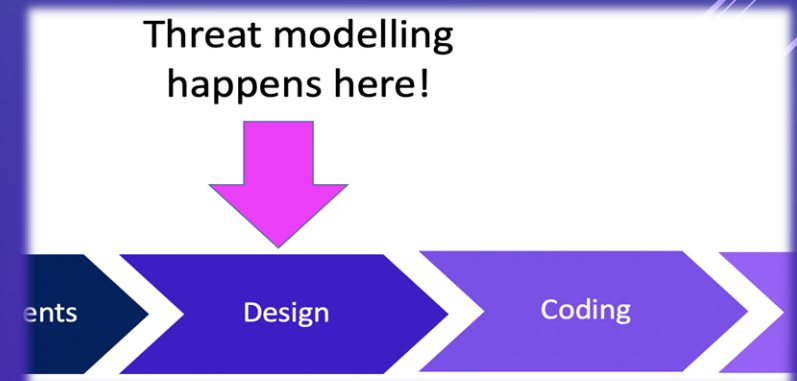 Threat modelling
happens here!
ents
Design
Coding